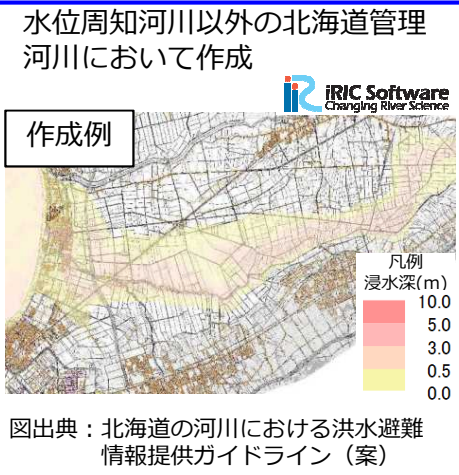 水位周知河川以外の北海道管理
河川において作成
iRIC Software
Changing River Science
作成例
凡例
浸水深(m)
10.0
5.0
3.0
0.5
0.0
図出典：北海道の河川における洪水避難
情報提供ガイドライン（案）